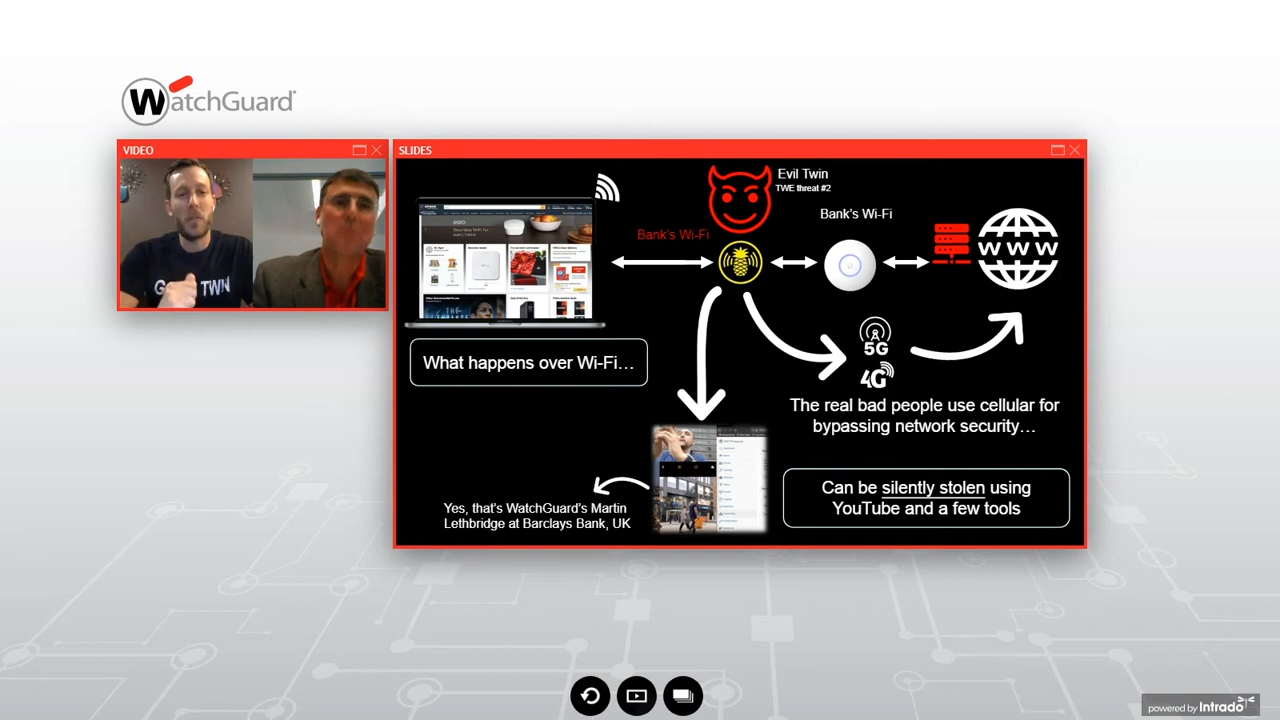 WatchGuard
VIDEO
SLIDES
Evil Twin
TWE threat #2
Bank's Wi-Fi
Bank's Wi-Fi
WWW
What happens over Wi-Fi…
5G
4G
The real bad people use cellular for
bypassing network security…
Can be silently stolen using
YouTube and a few tools
Yes, that's WatchGuard's Martin
Lethbridge at Barclays Bank, UK
TWIN
powered by Intrado